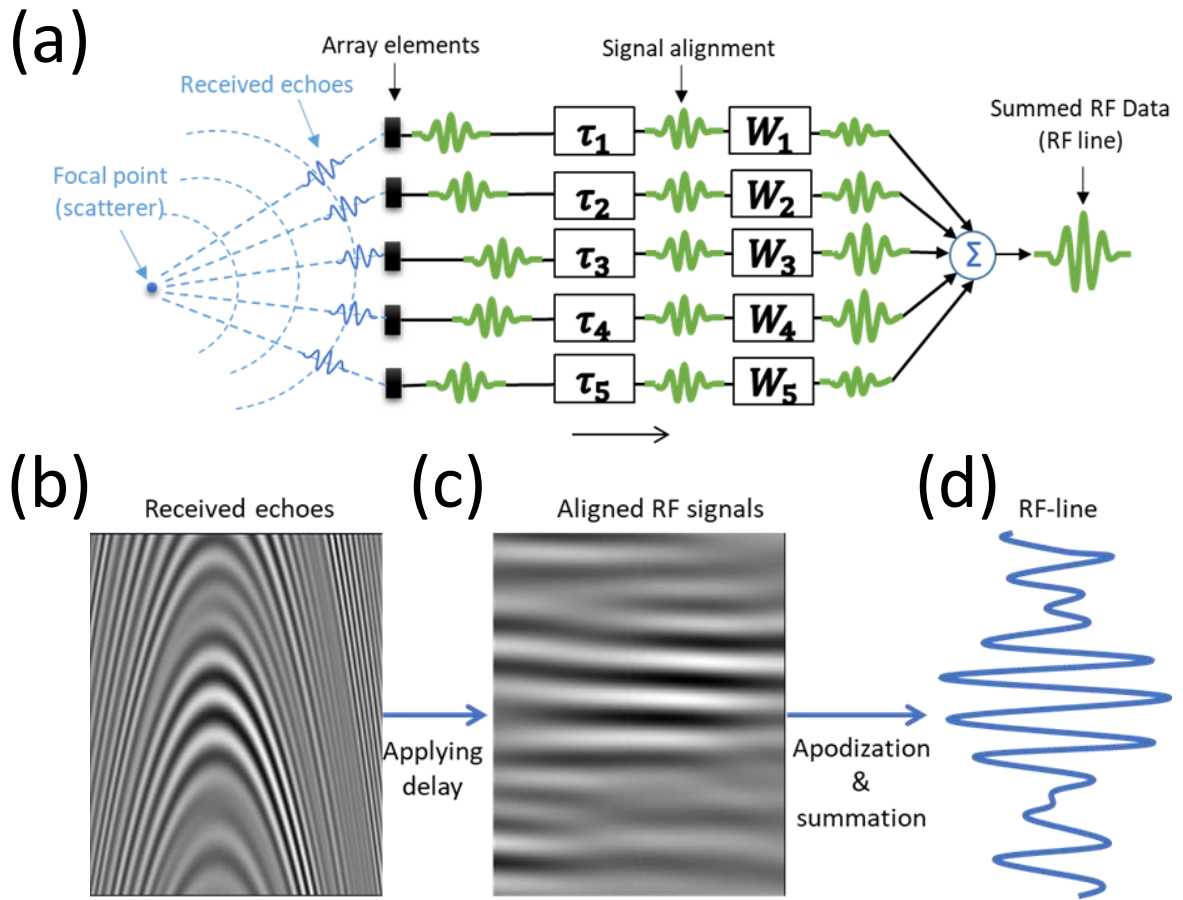 (a)
Array elements
Signal alignment
Received echoes
Summed RF Data
(RF line)
Focal point
(scatterer)
τ₁
W₁
τ₂
W₂
τ₃
W₃
Σ
τ₄
W₄
τ₅
W₅
(b)
Received echoes
(c)
Aligned RF signals
(d)
RF-line
Applying
delay
Apodization
&
summation